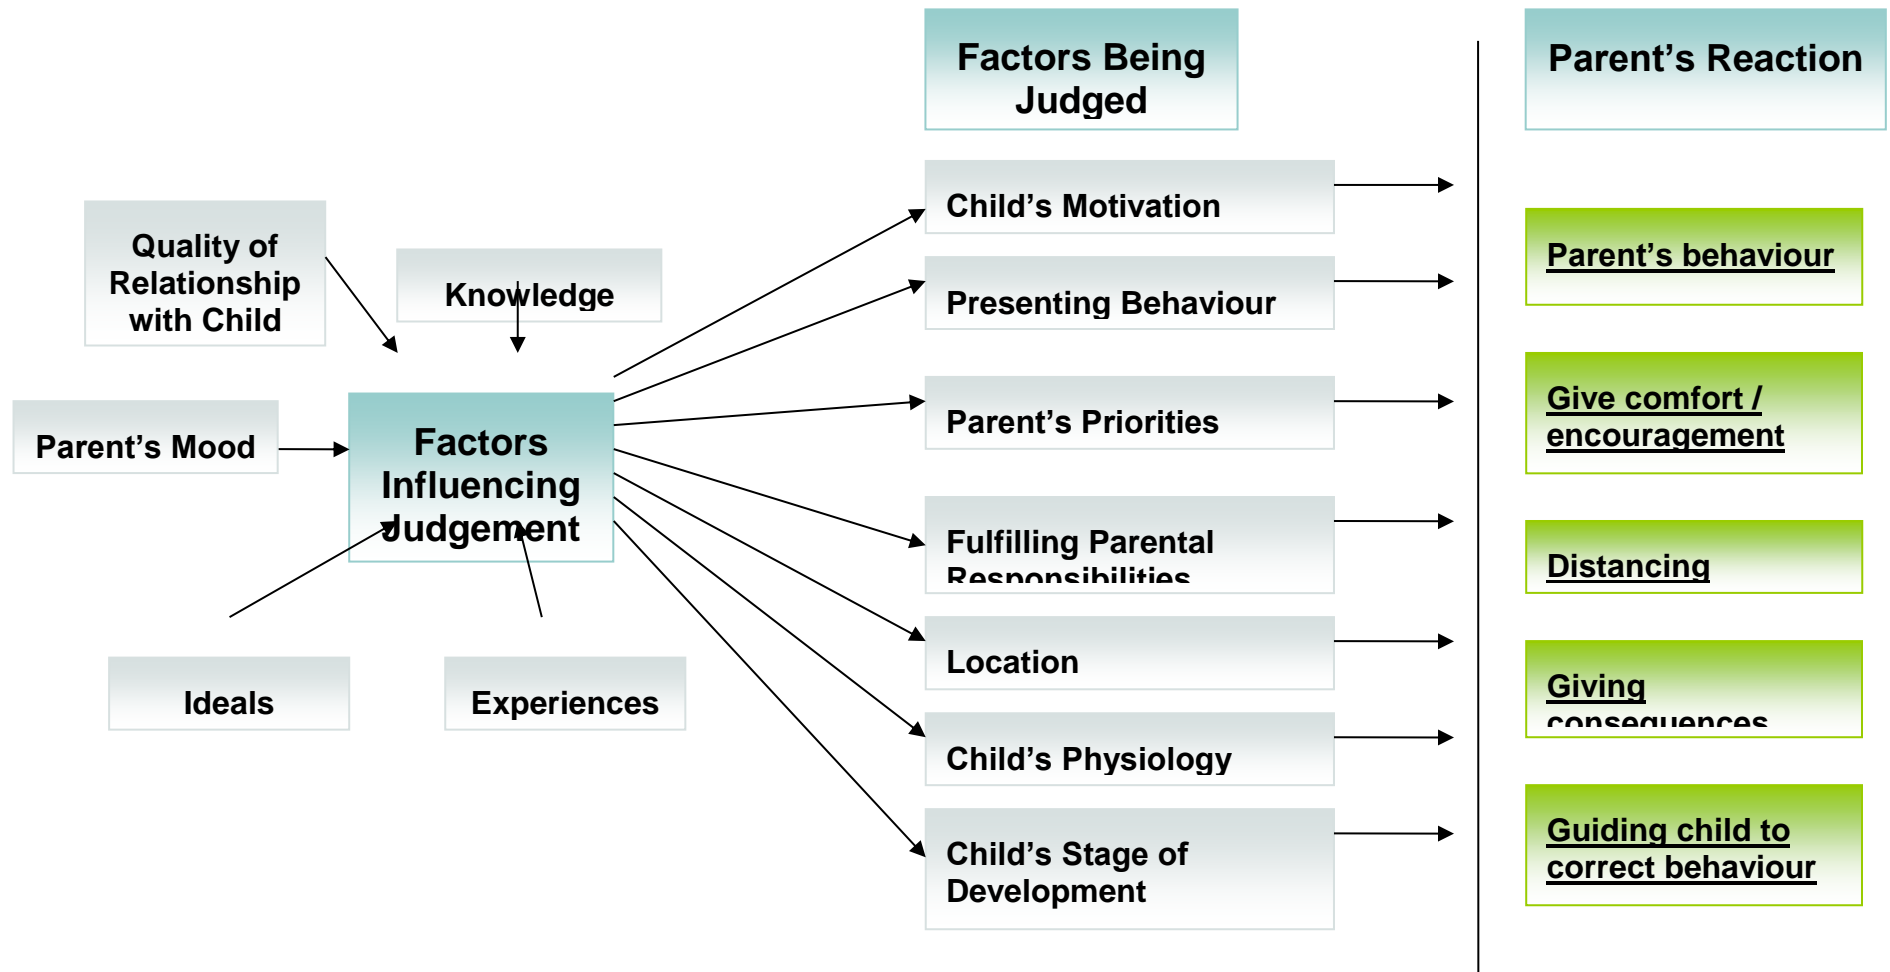 Factors Being
Judged
Parent’s Reaction
Quality of
Relationship
with Child
Knowledge
Parent’s Mood
Factors
Influencing
Judgement
Ideals
Experiences
Child’s Motivation
Presenting Behaviour
Parent’s Priorities
Fulfilling Parental
Responsibilities
Location
Child’s Physiology
Child’s Stage of
Development
Parent’s behaviour
Give comfort /
encouragement
Distancing
Giving
consequences
Guiding child to
correct behaviour